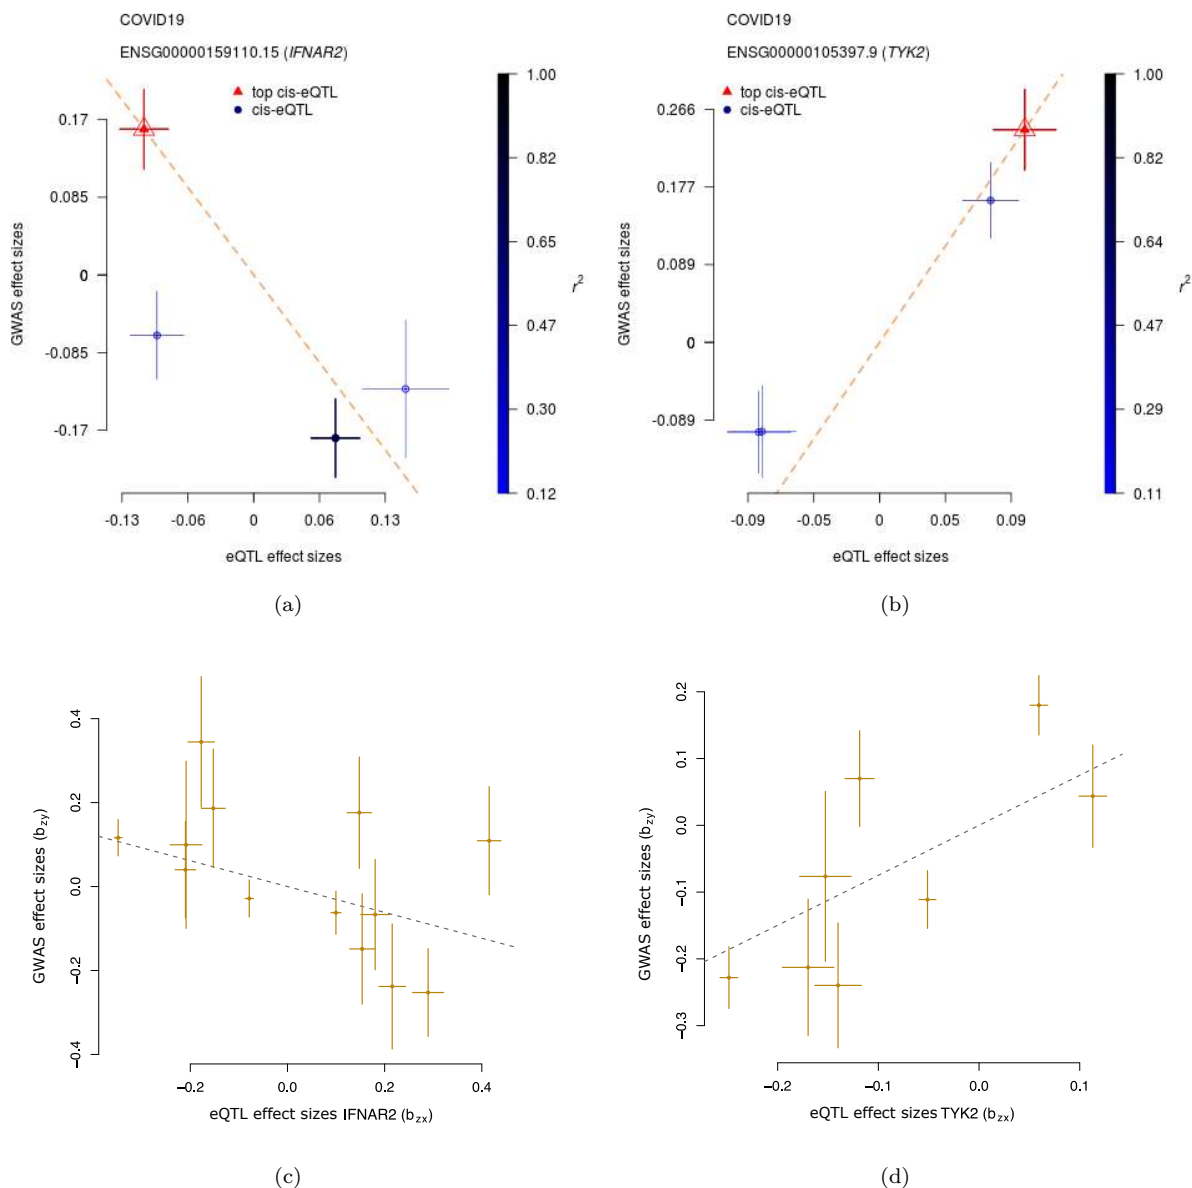 COVID19
ENSG00000159110.15 (IFNAR2)
top cis-eQTL
cis-eQTL
GWAS effect sizes
0.17
0.085
0
-0.085
-0.17
-0.13
-0.06
0
0.06
0.13
eQTL effect sizes
1.00
0.82
0.65
0.47
0.30
0.12
r²
(a)
COVID19
ENSG00000105397.9 (TYK2)
top cis-eQTL
cis-eQTL
GWAS effect sizes
0.266
0.177
0.089
0
-0.089
-0.09
-0.05
0
0.05
0.09
eQTL effect sizes
1.00
0.82
0.64
0.47
0.29
0.11
r²
(b)
GWAS effect sizes (bzy)
0.4
0.2
0.0
-0.2
-0.4
-0.2
0.0
0.2
0.4
eQTL effect sizes IFNAR2 (bzx)
(c)
GWAS effect sizes (bzy)
0.2
0.1
0.0
-0.1
-0.2
-0.3
-0.2
-0.1
0.0
0.1
eQTL effect sizes TYK2 (bzx)
(d)